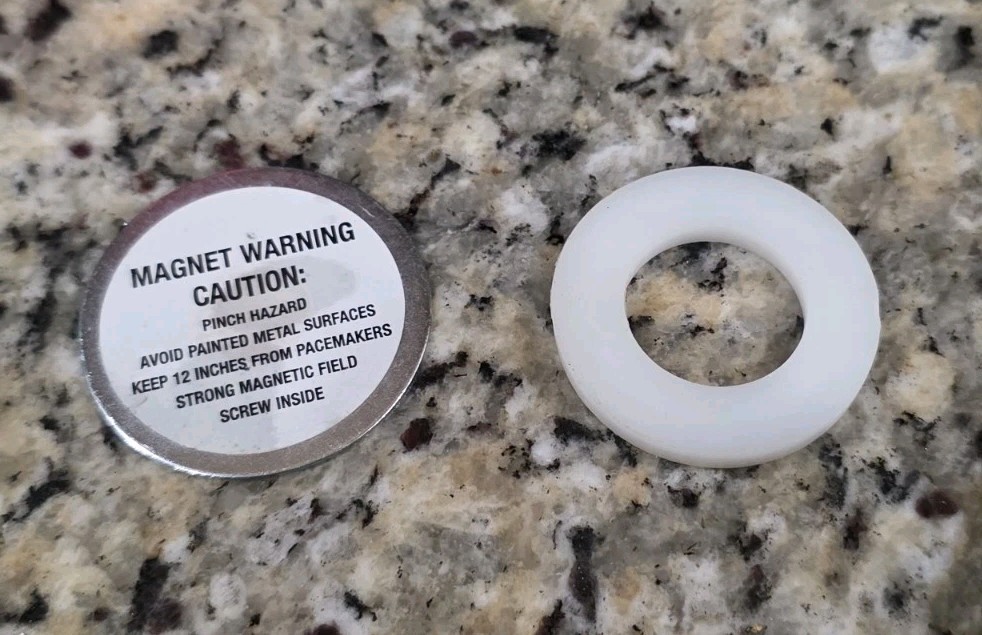 MAGNET WARNING
CAUTION:
PINCH HAZARD
AVOID PAINTED METAL SURFACES
KEEP 12 INCHES FROM PACEMAKERS
STRONG MAGNETIC FIELD
SCREW INSIDE